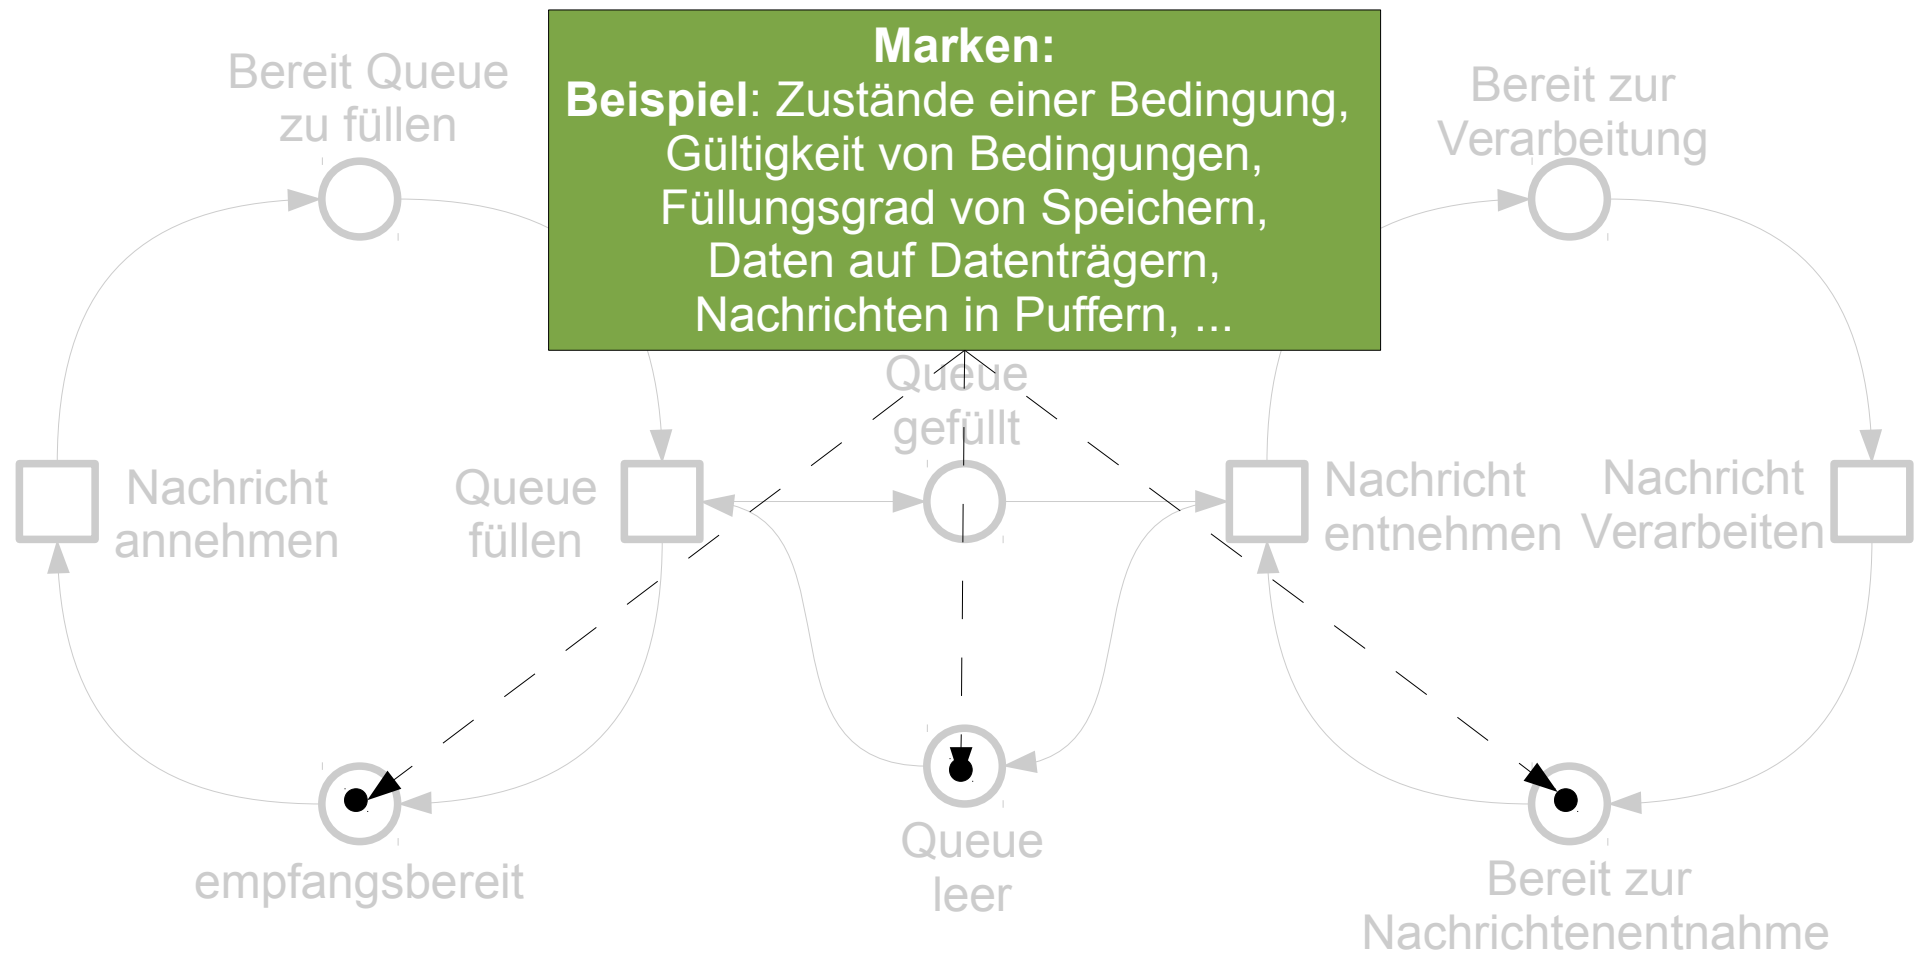 Marken:
Beispiel: Zustände einer Bedingung,
Gültigkeit von Bedingungen,
Füllungsgrad von Speichern,
Daten auf Datenträgern,
Nachrichten in Puffern, ...
Bereit Queue
zu füllen
Bereit zur
Verarbeitung
Queue
gefüllt
Nachricht
annehmen
Queue
füllen
Nachricht
entnehmen
Nachricht
Verarbeiten
empfangsbereit
Queue
leer
Bereit zur
Nachrichtenentnahme